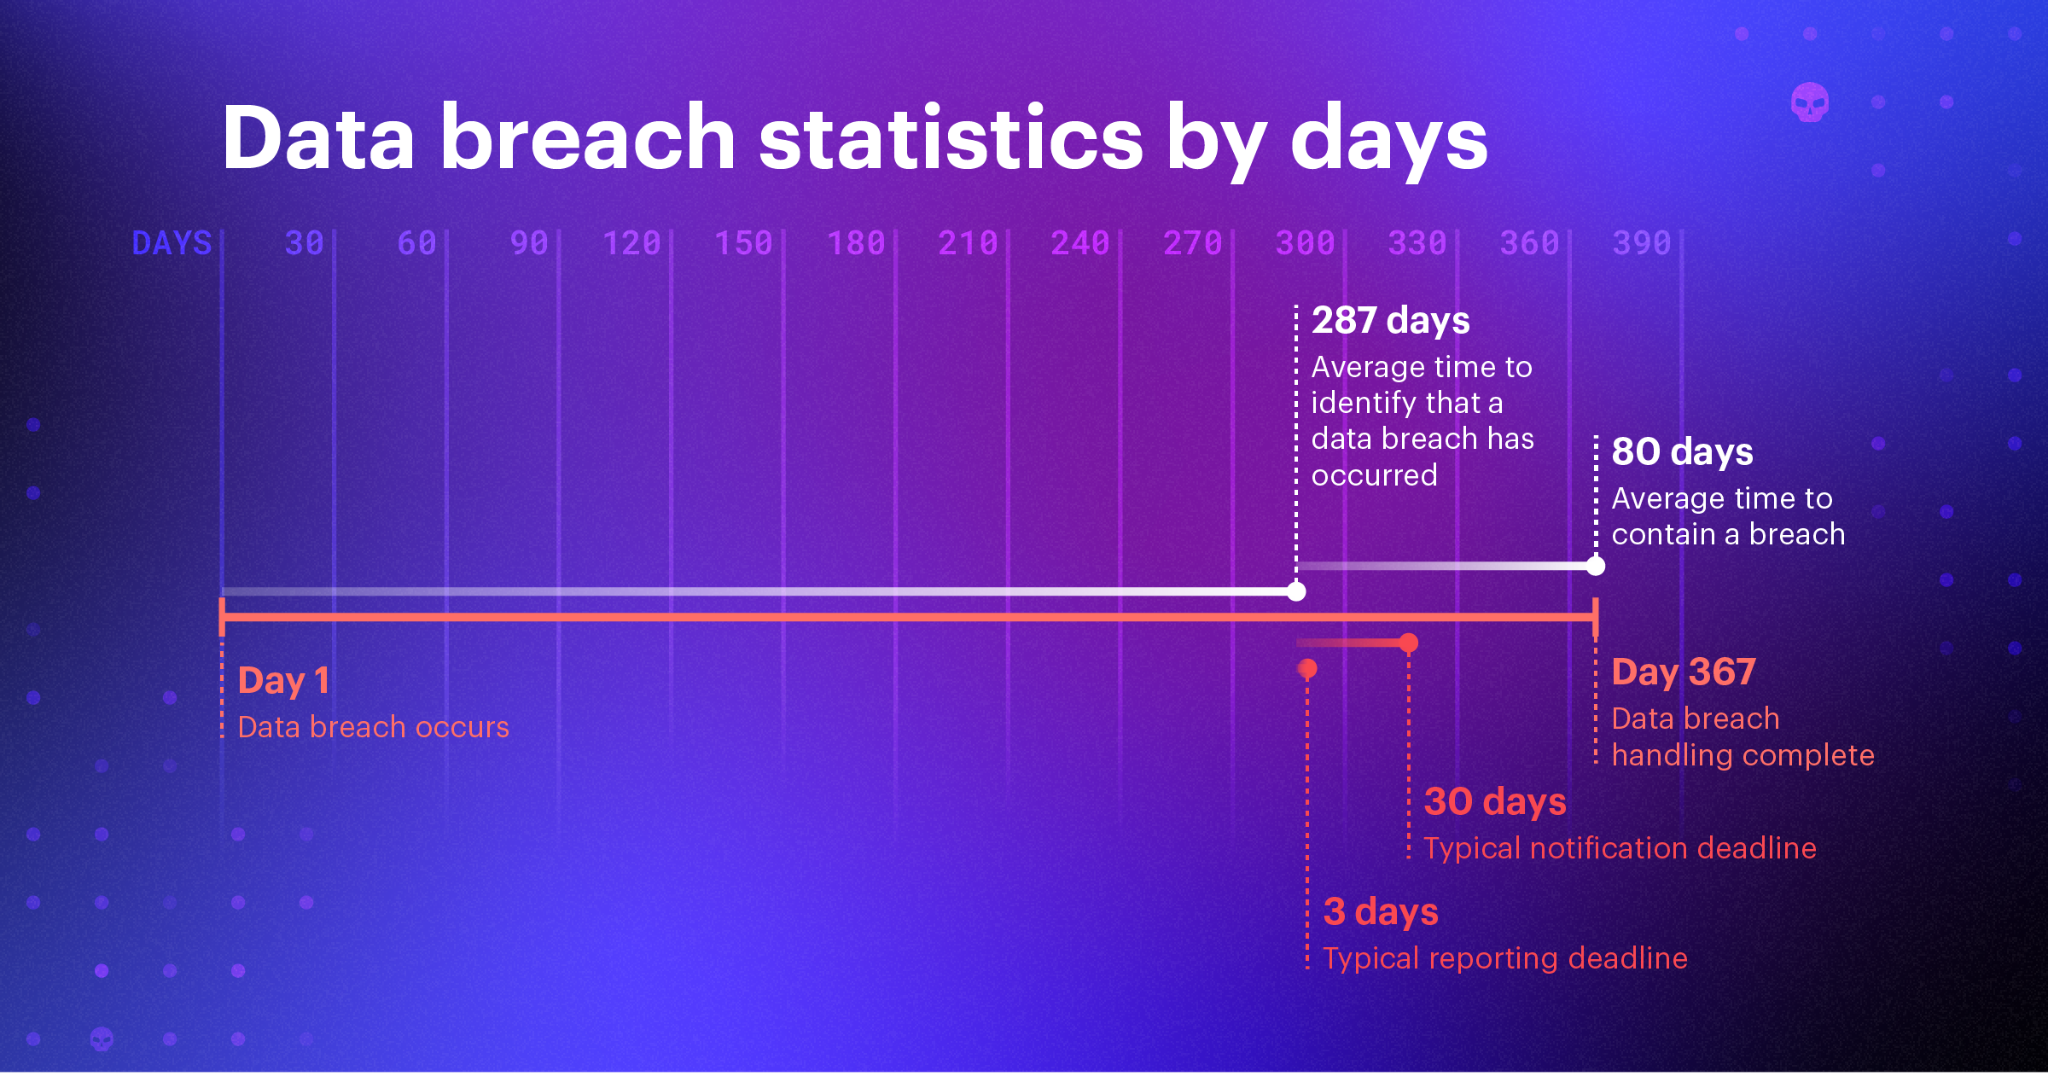 Data breach statistics by days
DAYS 30 60 90 120 150 180 210 240 270 300 330 360 390
287 days
Average time to
identify that a
data breach has
occurred
80 days
Average time to
contain a breach
Day 1
Data breach occurs
Day 367
Data breach
handling complete
30 days
Typical notification deadline
3 days
Typical reporting deadline